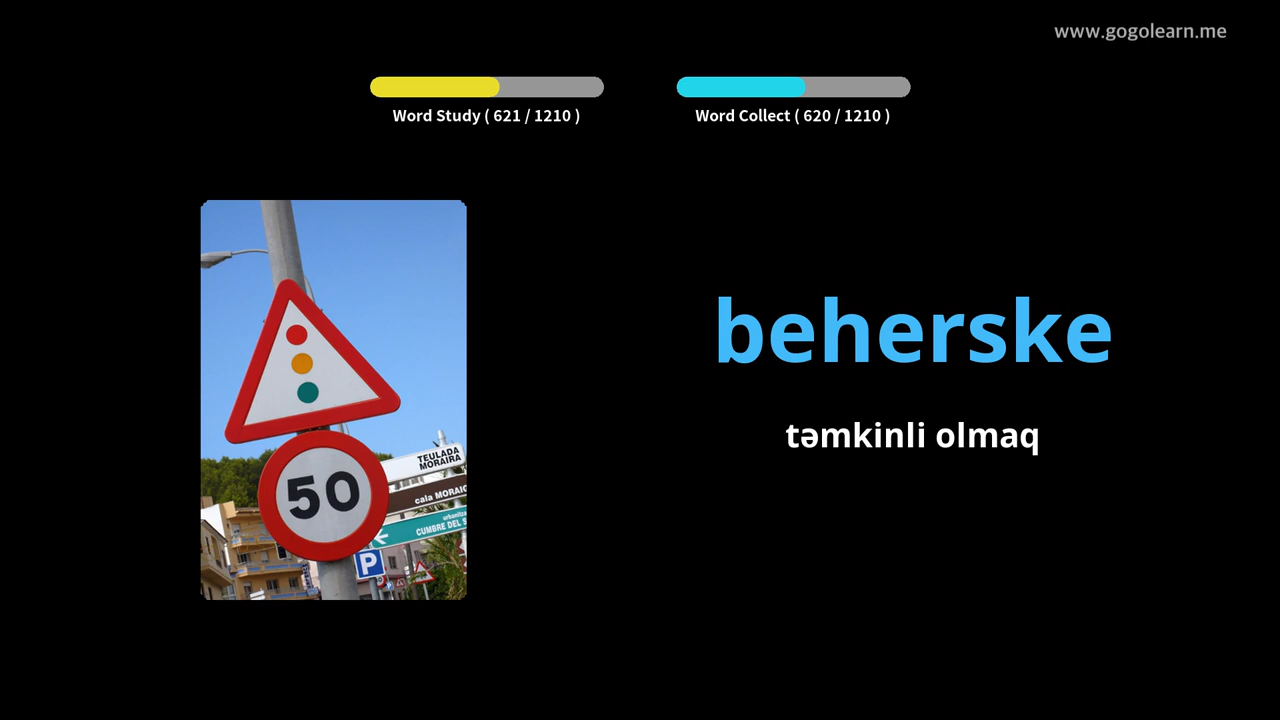 www.gogolearn.me
Word Study ( 621 / 1210 )
Word Collect ( 620 / 1210 )
beherske
təmkinli olmaq
TEULADA
MORAIRA
cala MORAIG
CUMBRE DEL S
50
P